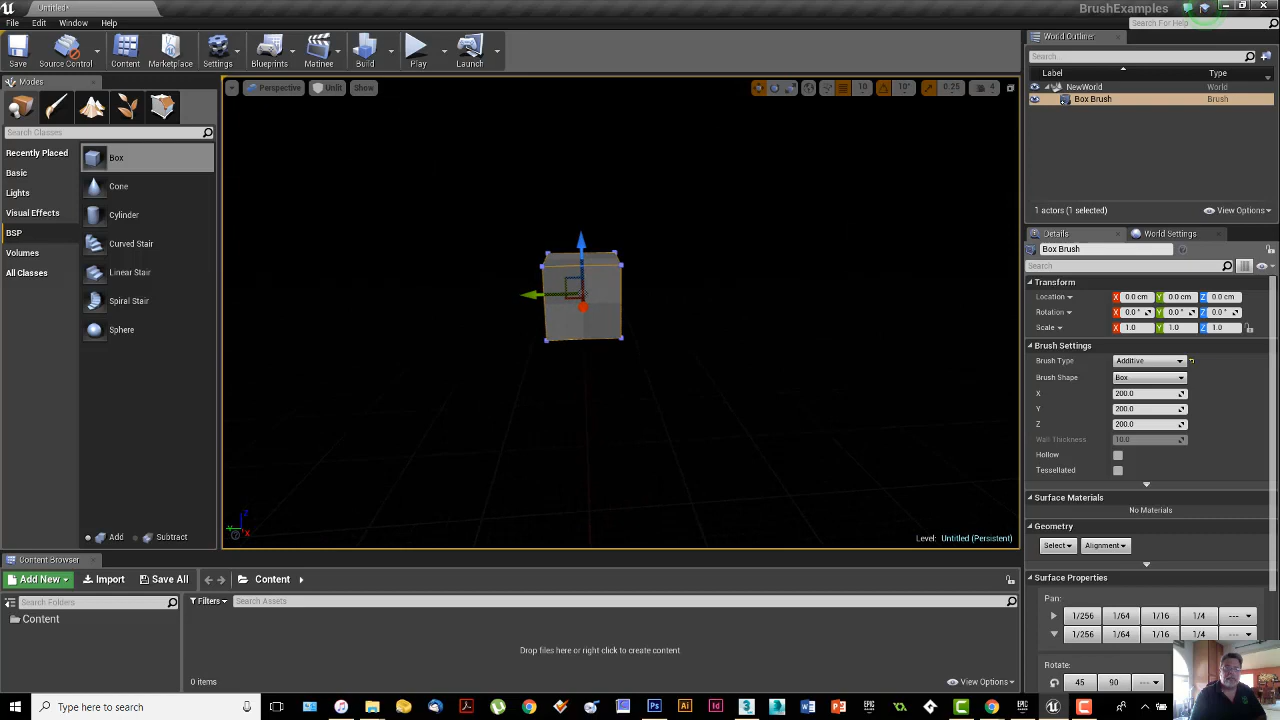 Untitled*
BrushExamples
File Edit Window Help
Search For Help
Save Source Control Content Marketplace Settings Blueprints Matinee Build Play Launch
Modes
Search Classes
Recently Placed
Basic
Lights
Visual Effects
BSP
Volumes
All Classes
Box
Cone
Cylinder
Curved Stair
Linear Stair
Spiral Stair
Sphere
Add Subtract
Perspective Unlit Show
10 10° 0.25 4
Z
Y X
Level: Untitled (Persistent)
World Outliner
Search
Label Type
NewWorld World
Box Brush Brush
1 actors (1 selected) View Options
Details World Settings
Box Brush
Search
Transform
Location X 0.0 cm Y 0.0 cm Z 0.0 cm
Rotation X 0.0 ° Y 0.0 ° Z 0.0 °
Scale X 1.0 Y 1.0 Z 1.0
Brush Settings
Brush Type Additive
Brush Shape Box
X 200.0
Y 200.0
Z 200.0
Wall Thickness 10.0
Hollow
Tessellated
Surface Materials
No Materials
Geometry
Select Alignment
Surface Properties
Pan:
1/256 1/64 1/16 1/4 ---
1/256 1/64 1/16 1/4 ---
Rotate:
45 90 ---
Content Browser
Add New Import Save All Content
Search Folders
Content
Filters Search Assets
Drop files here or right click to create content
0 items View Options
Type here to search